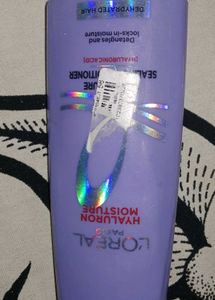 L'ORÉAL
PARIS
HYALURON
MOISTURE
[HYALURONIC ACID]
Detangles and
locks-in moisture
DEHYDRATED HAIR